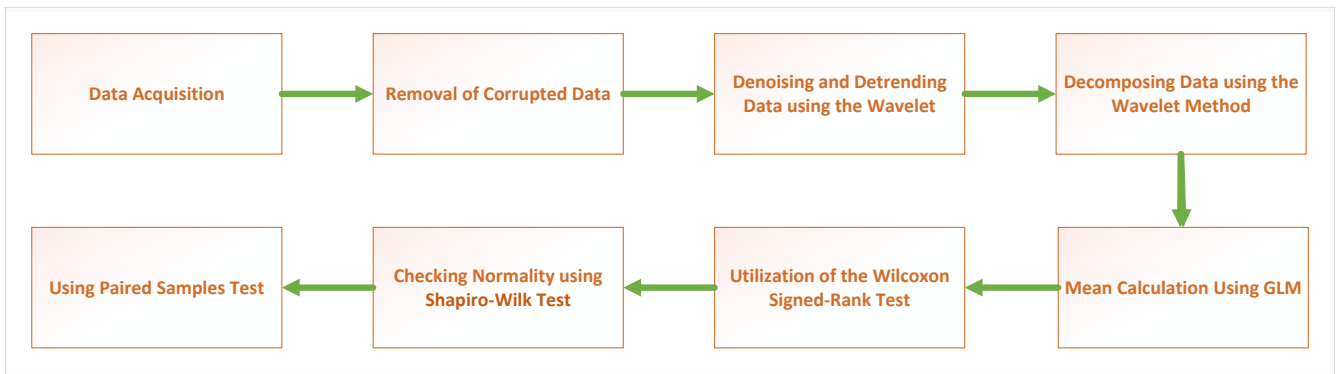 Data Acquisition
Removal of Corrupted Data
Denoising and Detrending
Data using the Wavelet
Decomposing Data using the
Wavelet Method
Mean Calculation Using GLM
Utilization of the Wilcoxon
Signed-Rank Test
Checking Normality using
Shapiro-Wilk Test
Using Paired Samples Test